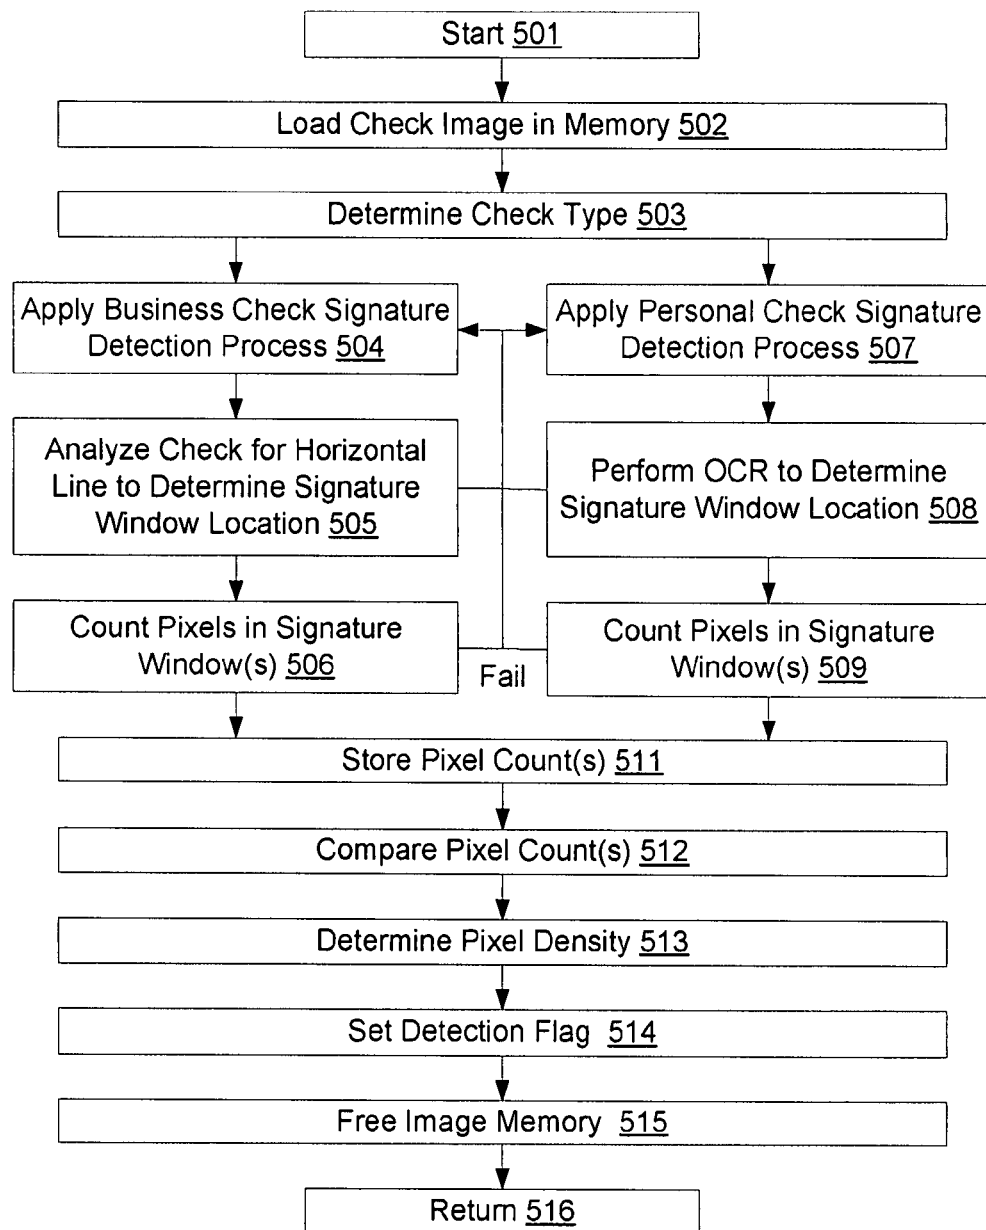 Start 501
Load Check Image in Memory 502
Determine Check Type 503
Apply Business Check Signature
Detection Process 504
Apply Personal Check Signature
Detection Process 507
Analyze Check for Horizontal
Line to Determine Signature
Window Location 505
Perform OCR to Determine
Signature Window Location 508
Count Pixels in Signature
Window(s) 506
Fail
Count Pixels in Signature
Window(s) 509
Store Pixel Count(s) 511
Compare Pixel Count(s) 512
Determine Pixel Density 513
Set Detection Flag 514
Free Image Memory 515
Return 516